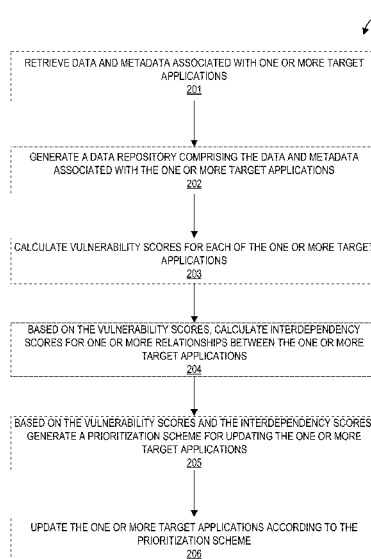 RETRIEVE DATA AND METADATA ASSOCIATED WITH ONE OR MORE TARGET
APPLICATIONS
201
GENERATE A DATA REPOSITORY COMPRISING THE DATA AND METADATA
ASSOCIATED WITH THE ONE OR MORE TARGET APPLICATIONS
202
CALCULATE VULNERABILITY SCORES FOR EACH OF THE ONE OR MORE TARGET
APPLICATIONS
203
BASED ON THE VULNERABILITY SCORES, CALCULATE INTERDEPENDENCY
SCORES FOR ONE OR MORE RELATIONSHIPS BETWEEN THE ONE OR MORE
TARGET APPLICATIONS
204
BASED ON THE VULNERABILITY SCORES AND THE INTERDEPENDENCY SCORES
GENERATE A PRIORITIZATION SCHEME FOR UPDATING THE ONE OR MORE
TARGET APPLICATIONS
205
UPDATE THE ONE OR MORE TARGET APPLICATIONS ACCORDING TO THE
PRIORITIZATION SCHEME
206